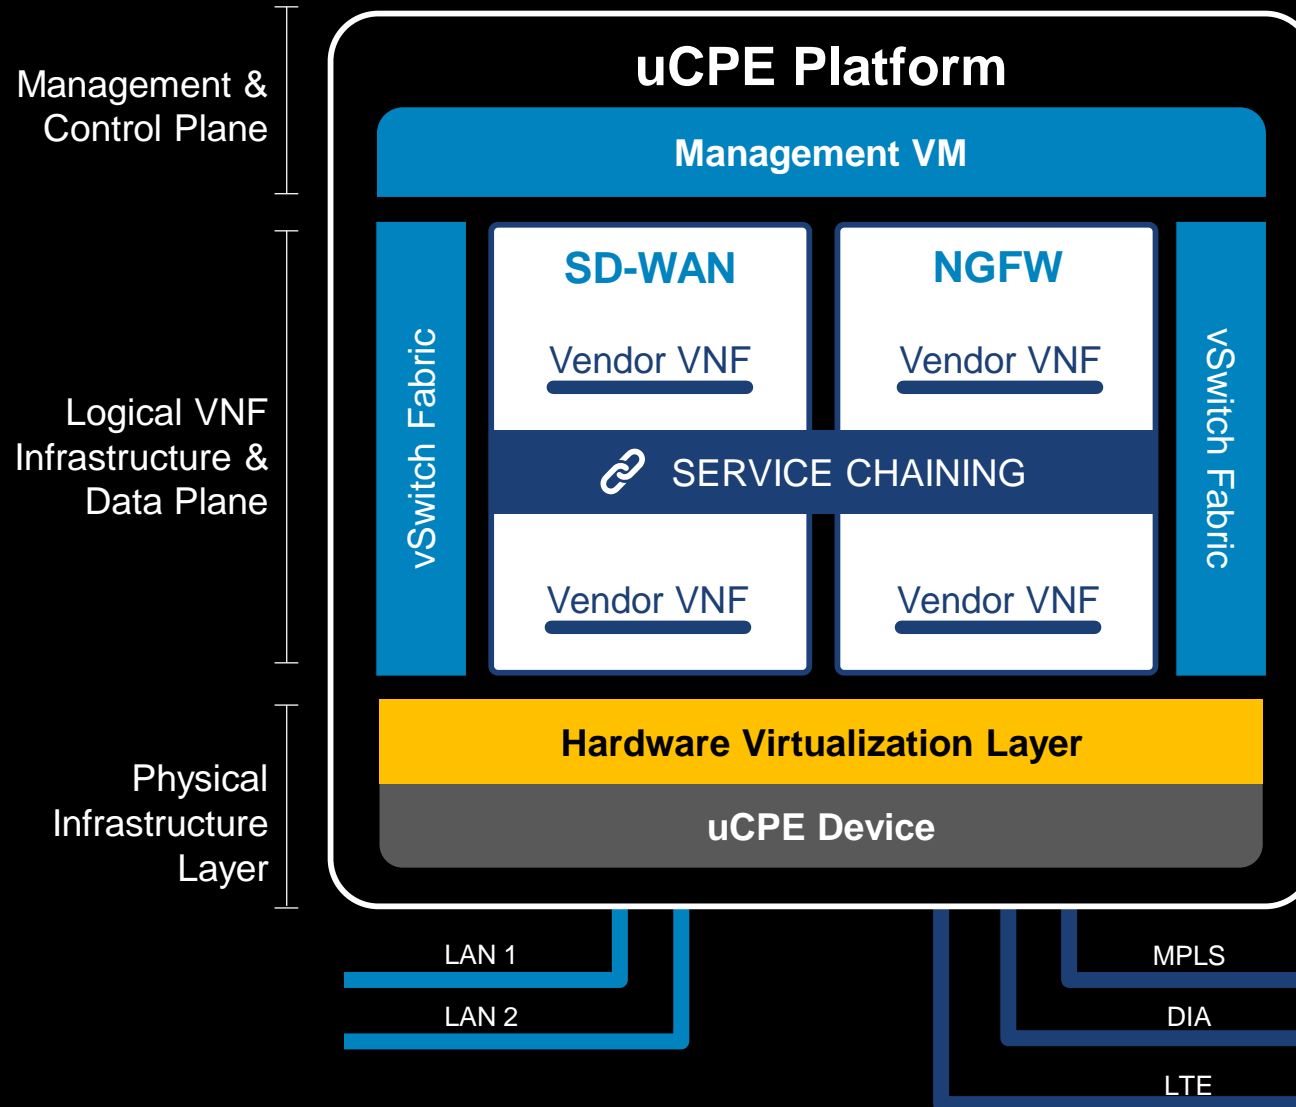 uCPE Platform
Management &
Control Plane
Management VM
Logical VNF
Infrastructure &
Data Plane
vSwitch Fabric
SD-WAN
Vendor VNF
NGFW
Vendor VNF
SERVICE CHAINING
Vendor VNF
Vendor VNF
vSwitch Fabric
Physical
Infrastructure
Layer
Hardware Virtualization Layer
uCPE Device
LAN 1
LAN 2
MPLS
DIA
LTE